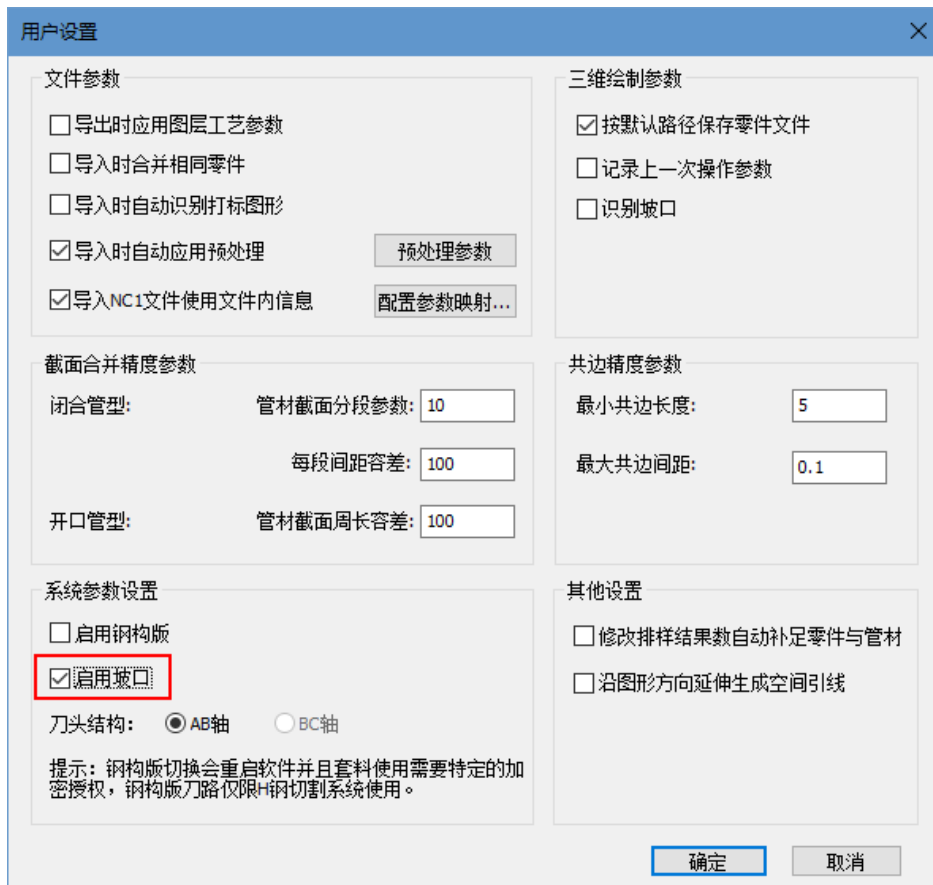 用户设置
文件参数
导出时应用图层工艺参数
导入时合并相同零件
导入时自动识别打标图形
导入时自动应用预处理
预处理参数
导入NC1文件使用文件内信息
配置参数映射...
三维绘制参数
按默认路径保存零件文件
记录上一次操作参数
识别坡口
截面合并精度参数
闭合管型: 管材截面分段参数: 10
每段间距容差: 100
开口管型: 管材截面周长容差: 100
共边精度参数
最小共边长度: 5
最大共边间距: 0.1
系统参数设置
启用钢构版
启用坡口
刀头结构: AB轴 BC轴
提示：钢构版切换会重启软件并且套料使用需要特定的加
密授权，钢构版刀路仅限H钢切割系统使用。
其他设置
修改排样结果数自动补足零件与管材
沿图形方向延伸生成空间引线
确定
取消